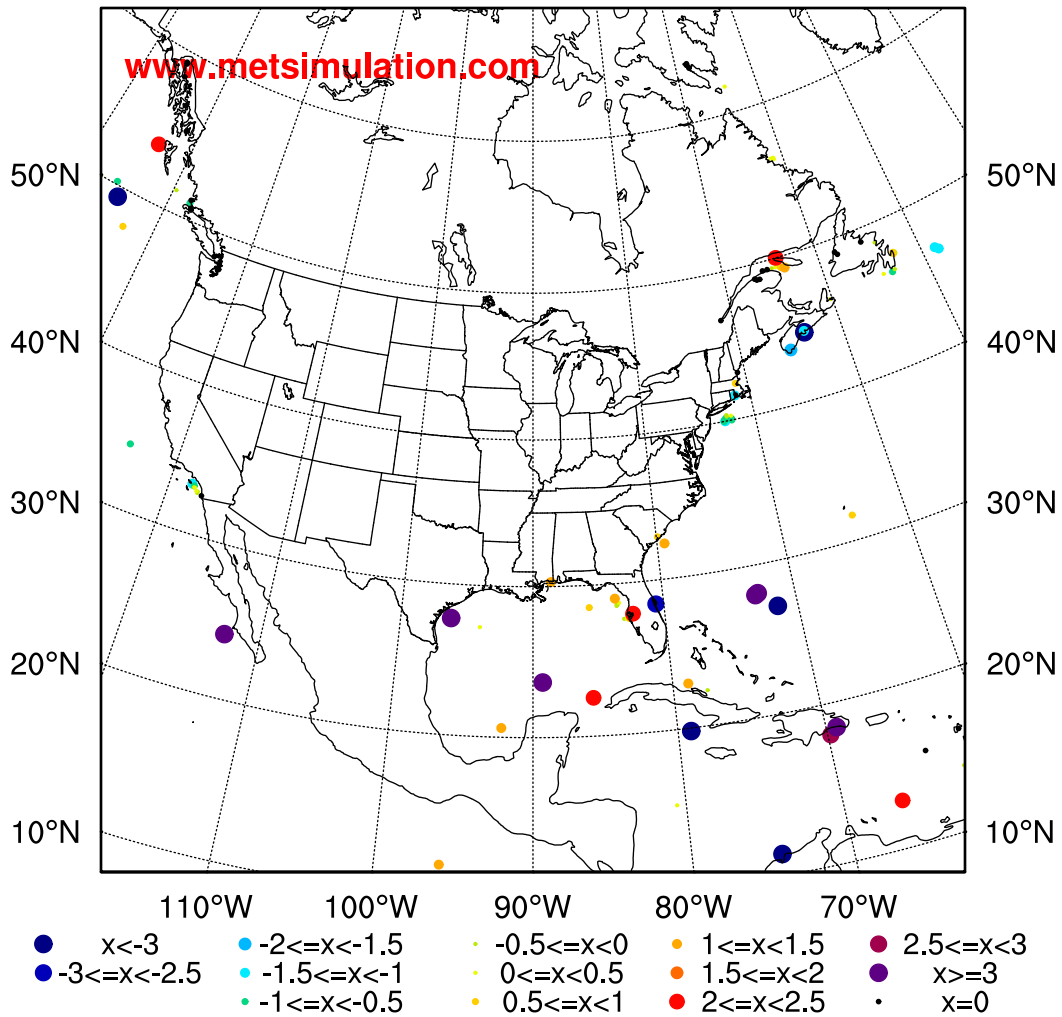 www.metsimulation.com
50°N 50°N
40°N 40°N
30°N 30°N
20°N 20°N
10°N 10°N
110°W 100°W 90°W 80°W 70°W
x<-3 -2<=x<-1.5 -0.5<=x<0 1<=x<1.5 2.5<=x<3
-3<=x<-2.5 -1.5<=x<-1 0<=x<0.5 1.5<=x<2 x>=3
-1<=x<-0.5 0.5<=x<1 2<=x<2.5 x=0